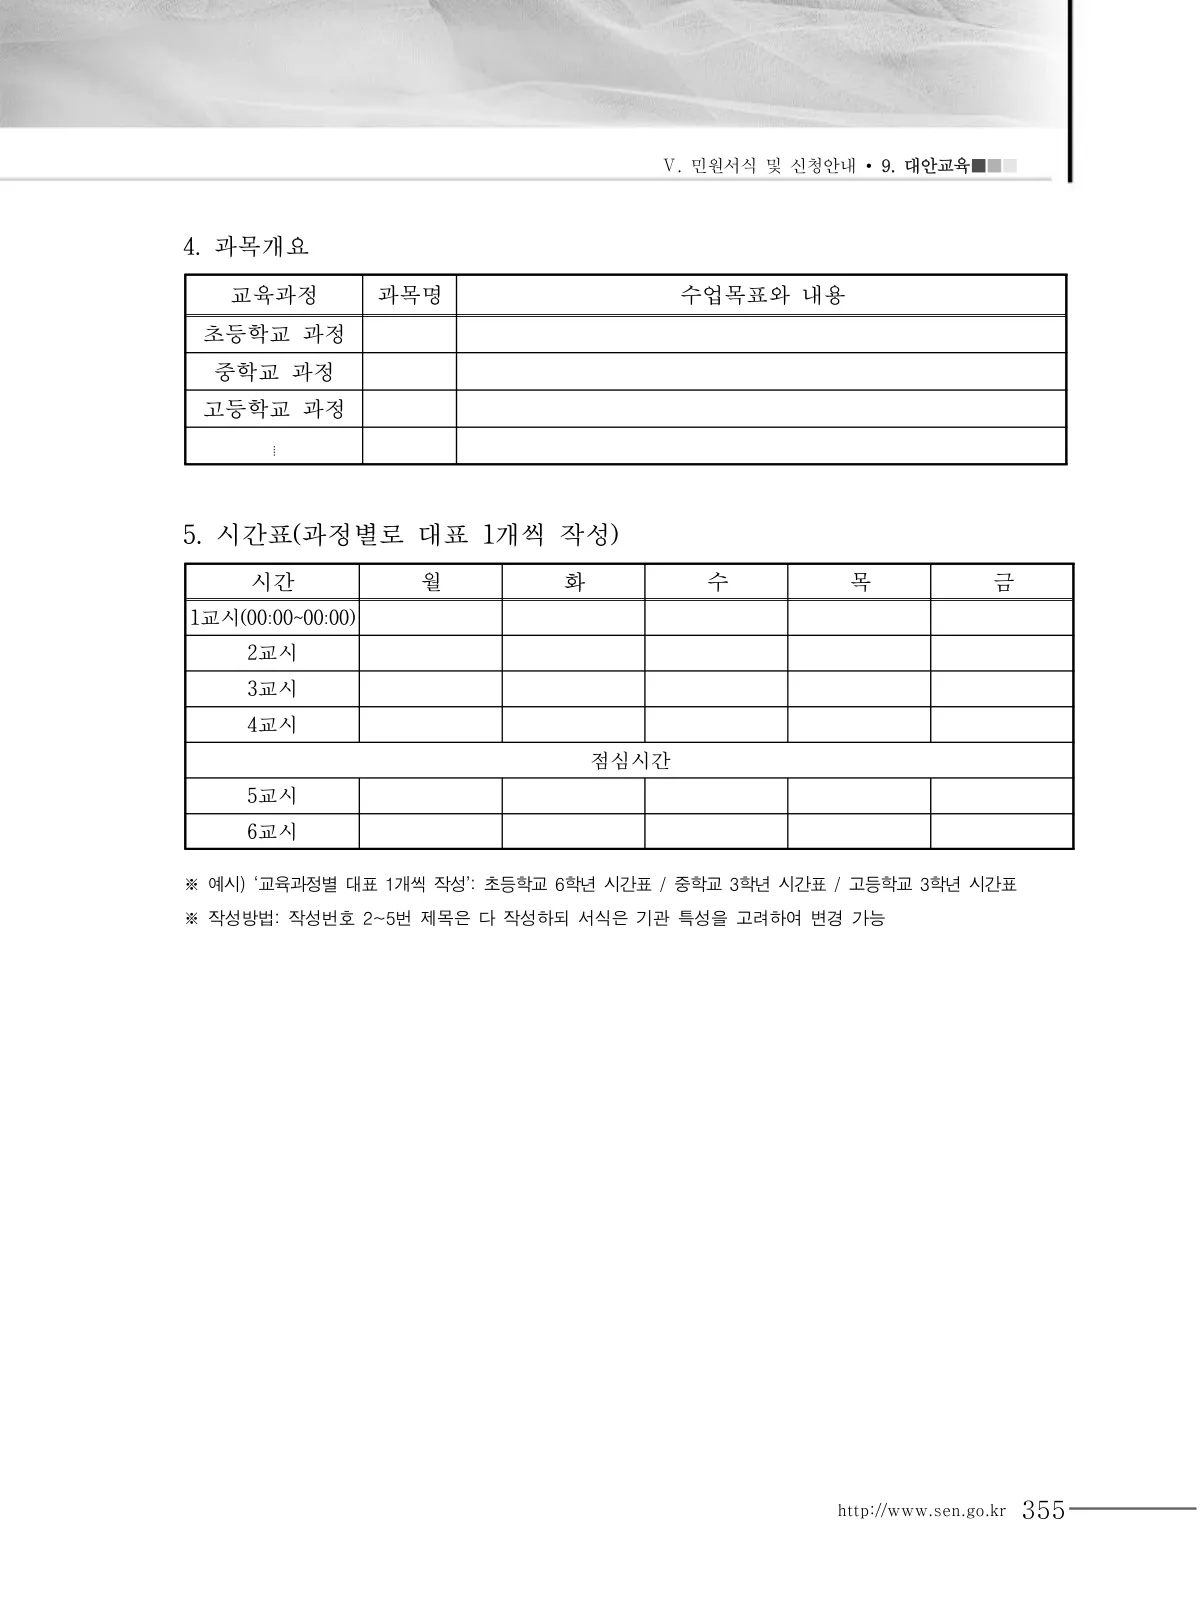 Ⅴ. 민원서식 및 신청안내 • 9. 대안교육
4. 과목개요
교육과정 과목명 수업목표와 내용
초등학교 과정
중학교 과정
고등학교 과정
⁞
5. 시간표(과정별로 대표 1개씩 작성)
시간 월 화 수 목 금
1교시(00:00~00:00)
2교시
3교시
4교시
점심시간
5교시
6교시
※ 예시) ‘교육과정별 대표 1개씩 작성’: 초등학교 6학년 시간표 / 중학교 3학년 시간표 / 고등학교 3학년 시간표
※ 작성방법: 작성번호 2~5번 제목은 다 작성하되 서식은 기관 특성을 고려하여 변경 가능
http://www.sen.go.kr 355